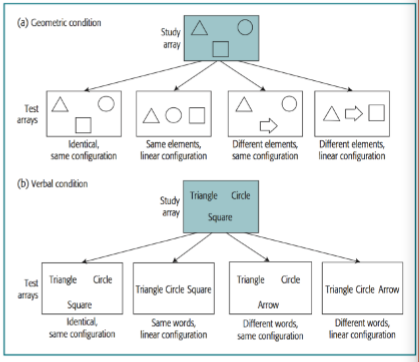 (a) Geometric condition
Study
array
Test
arrays
Identical,
same configuration
Same elements,
linear configuration
Different elements,
same configuration
Different elements,
linear configuration
(b) Verbal condition
Study
array
Triangle Circle
Square
Test
arrays
Triangle Circle
Square
Triangle Circle Square
Triangle Circle
Arrow
Triangle Circle Arrow
Identical,
same configuration
Same words,
linear configuration
Different words,
same configuration
Different words,
linear configuration